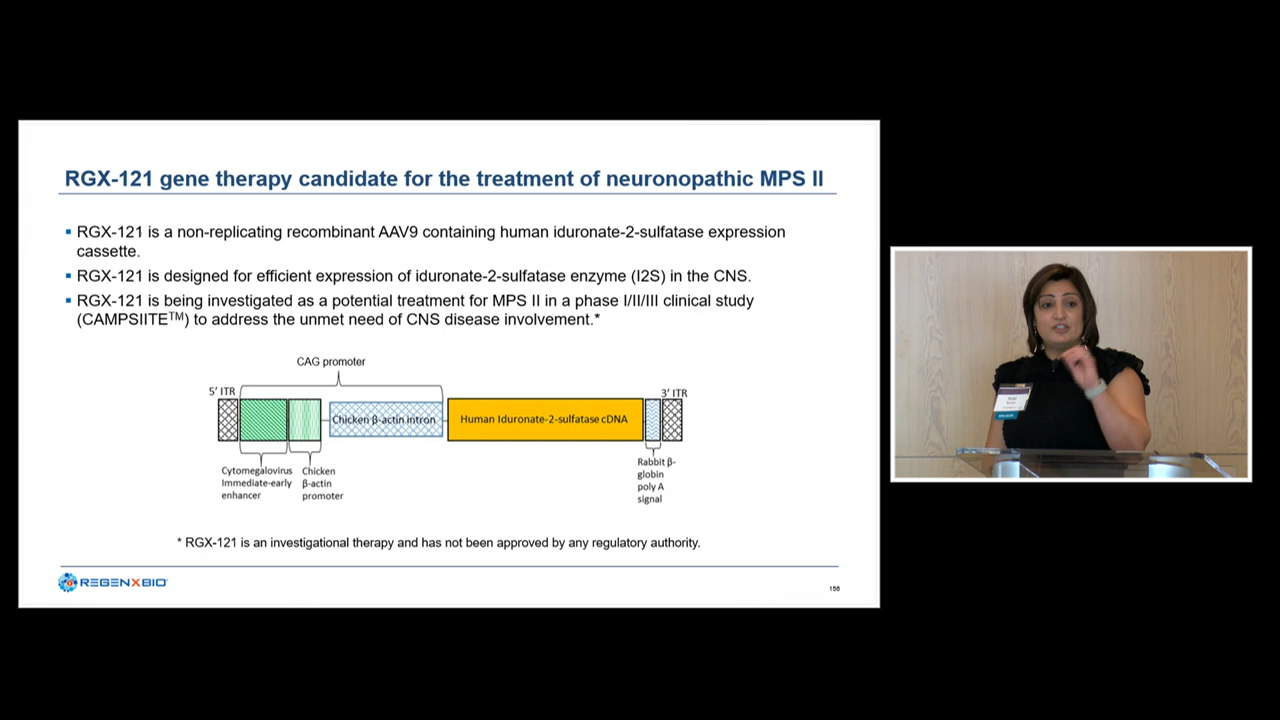 RGX-121 gene therapy candidate for the treatment of neuronopathic MPS II
▪ RGX-121 is a non-replicating recombinant AAV9 containing human iduronate-2-sulfatase expression
cassette.
▪ RGX-121 is designed for efficient expression of iduronate-2-sulfatase enzyme (I2S) in the CNS.
▪ RGX-121 is being investigated as a potential treatment for MPS II in a phase I/II/III clinical study
(CAMPSIITE™) to address the unmet need of CNS disease involvement.*
CAG promoter
5' ITR
3' ITR
Chicken β-actin intron
Human Iduronate-2-sulfatase cDNA
Cytomegalovirus
Immediate-early
enhancer
Chicken
β-actin
promoter
Rabbit β-
globin
poly A
signal
* RGX-121 is an investigational therapy and has not been approved by any regulatory authority.
REGENXBIO
156